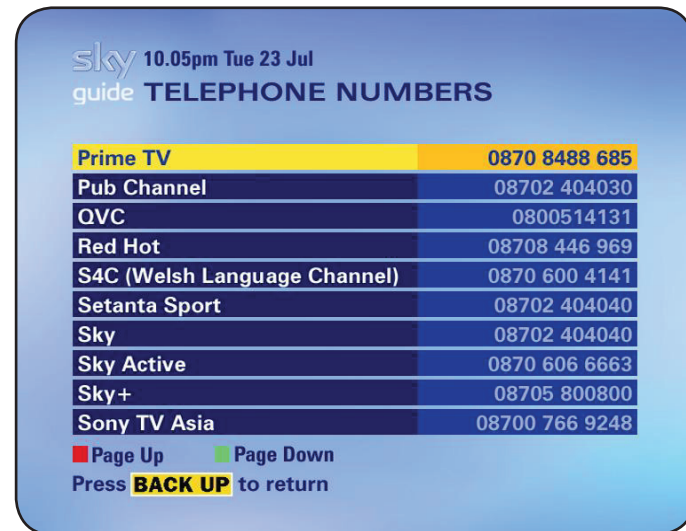 sky 10.05pm Tue 23 Jul
guide TELEPHONE NUMBERS
Prime TV 0870 8488 685
Pub Channel 08702 404030
QVC 0800514131
Red Hot 08708 446 969
S4C (Welsh Language Channel) 0870 600 4141
Setanta Sport 08702 404040
Sky 08702 404040
Sky Active 0870 606 6663
Sky+ 08705 800800
Sony TV Asia 08700 766 9248
Page Up Page Down
Press BACK UP to return